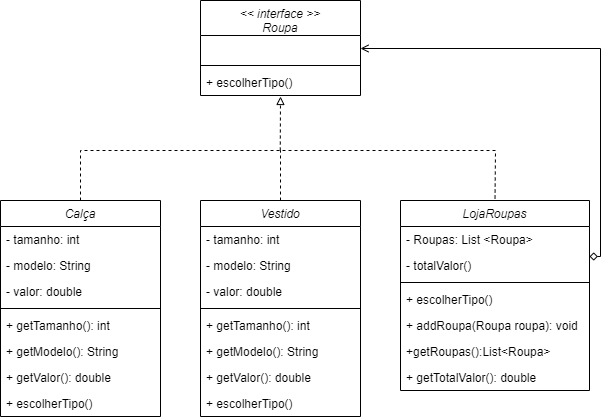 << interface >>
Roupa
+ escolherTipo()
Calça
- tamanho: int
- modelo: String
- valor: double
+ getTamanho(): int
+ getModelo(): String
+ getValor(): double
+ escolherTipo()
Vestido
- tamanho: int
- modelo: String
- valor: double
+ getTamanho(): int
+ getModelo(): String
+ getValor(): double
+ escolherTipo()
LojaRoupas
- Roupas: List <Roupa>
- totalValor()
+ escolherTipo()
+ addRoupa(Roupa roupa): void
+getRoupas():List<Roupa>
+ getTotalValor(): double